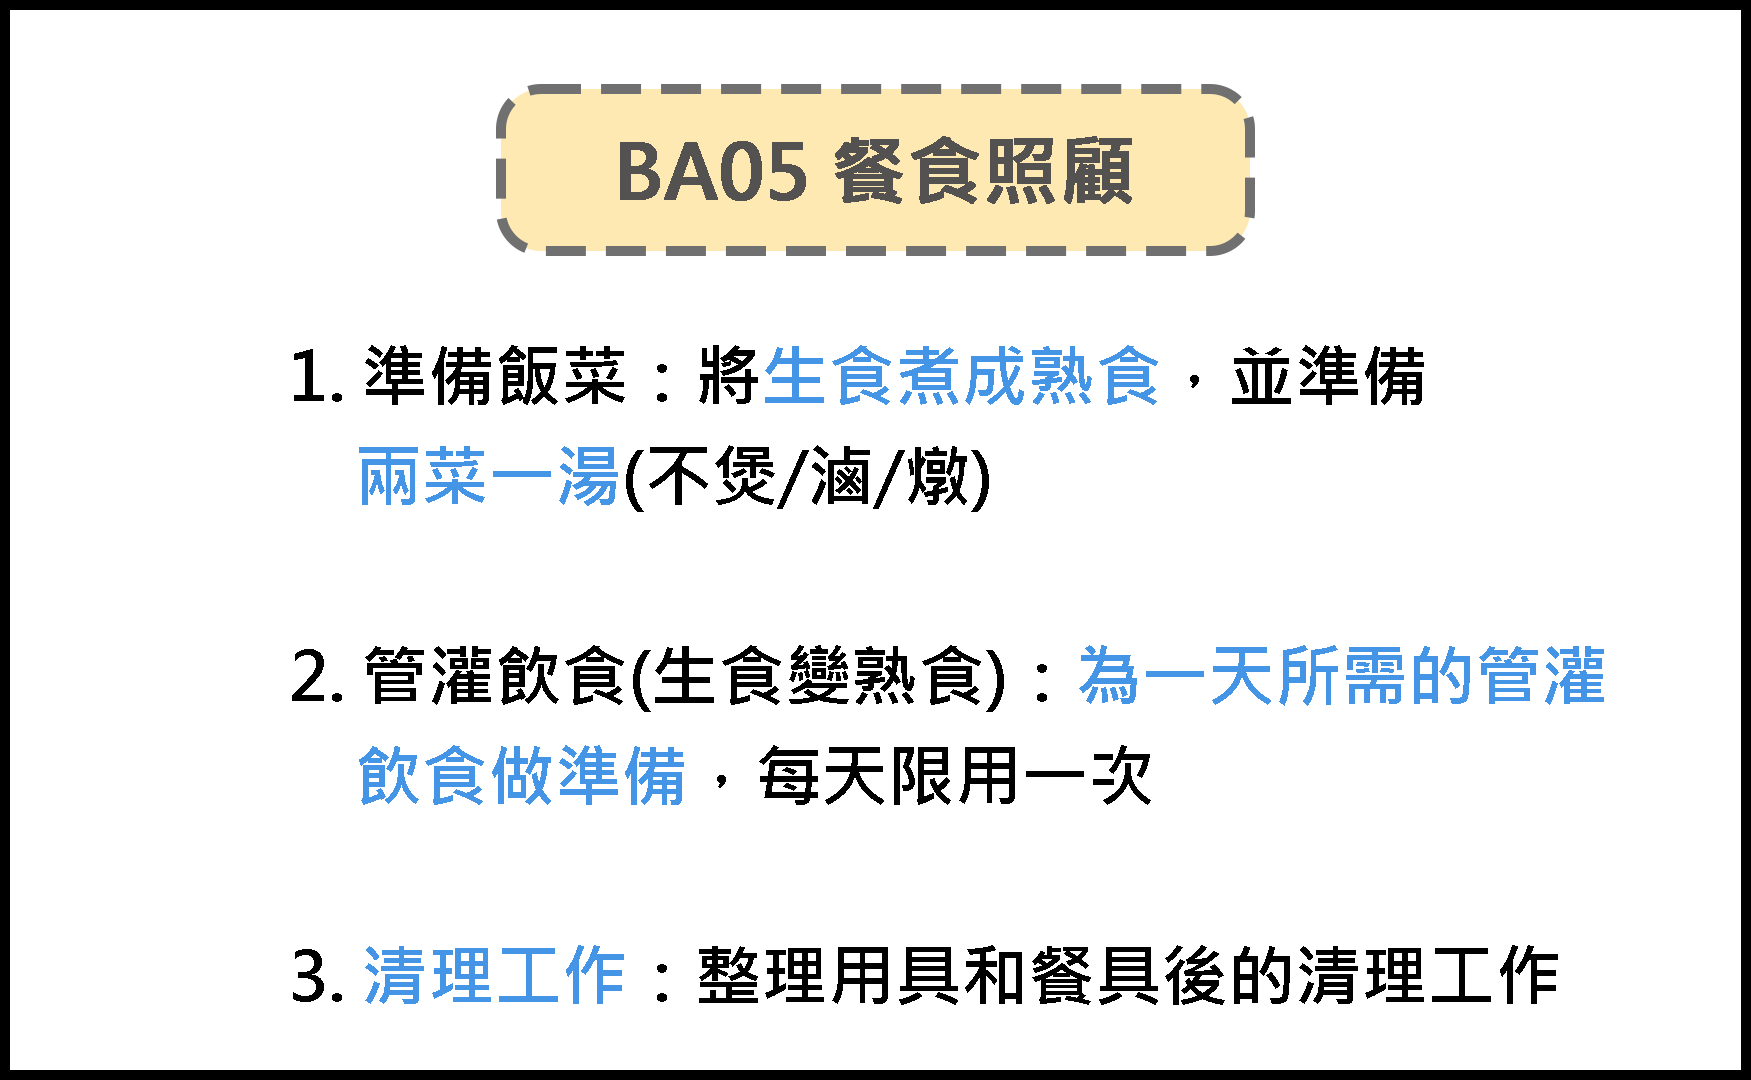 BA05 餐食照顧
1. 準備飯菜：將生食煮成熟食，並準備
兩菜一湯(不煲/滷/燉)
2. 管灌飲食(生食變熟食)：為一天所需的管灌
飲食做準備，每天限用一次
3. 清理工作：整理用具和餐具後的清理工作